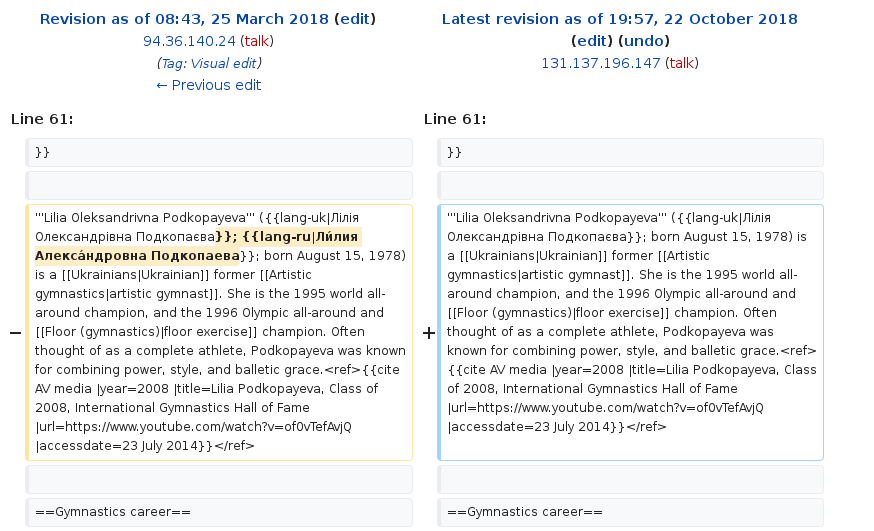 Revision as of 08:43, 25 March 2018 (edit)
94.36.140.24 (talk)
(Tag: Visual edit)
← Previous edit
Latest revision as of 19:57, 22 October 2018
(edit) (undo)
131.137.196.147 (talk)
Line 61:
Line 61:
}}
}}
'''Lilia Oleksandrivna Podkopayeva''' ({{lang-uk|Лілія
Олександрівна Подкопаєва}}; {{lang-ru|Ли́лия
Алекса́ндровна Подкопаева}}; born August 15, 1978)
is a [[Ukrainians|Ukrainian]] former [[Artistic
gymnastics|artistic gymnast]]. She is the 1995 world all-
around champion, and the 1996 Olympic all-around and
[[Floor (gymnastics)|floor exercise]] champion. Often
thought of as a complete athlete, Podkopayeva was known
for combining power, style, and balletic grace.<ref>{{cite
AV media |year=2008 |title=Lilia Podkopayeva, Class of
2008, International Gymnastics Hall of Fame
|url=https://www.youtube.com/watch?v=of0vTefAvjQ
|accessdate=23 July 2014}}</ref>
−
+
'''Lilia Oleksandrivna Podkopayeva''' ({{lang-uk|Лілія
Олександрівна Подкопаєва}}; born August 15, 1978) is
a [[Ukrainians|Ukrainian]] former [[Artistic
gymnastics|artistic gymnast]]. She is the 1995 world all-
around champion, and the 1996 Olympic all-around and
[[Floor (gymnastics)|floor exercise]] champion. Often
thought of as a complete athlete, Podkopayeva was
known for combining power, style, and balletic grace.<ref>
{{cite AV media |year=2008 |title=Lilia Podkopayeva, Class
of 2008, International Gymnastics Hall of Fame
|url=https://www.youtube.com/watch?v=of0vTefAvjQ
|accessdate=23 July 2014}}</ref>
==Gymnastics career==
==Gymnastics career==